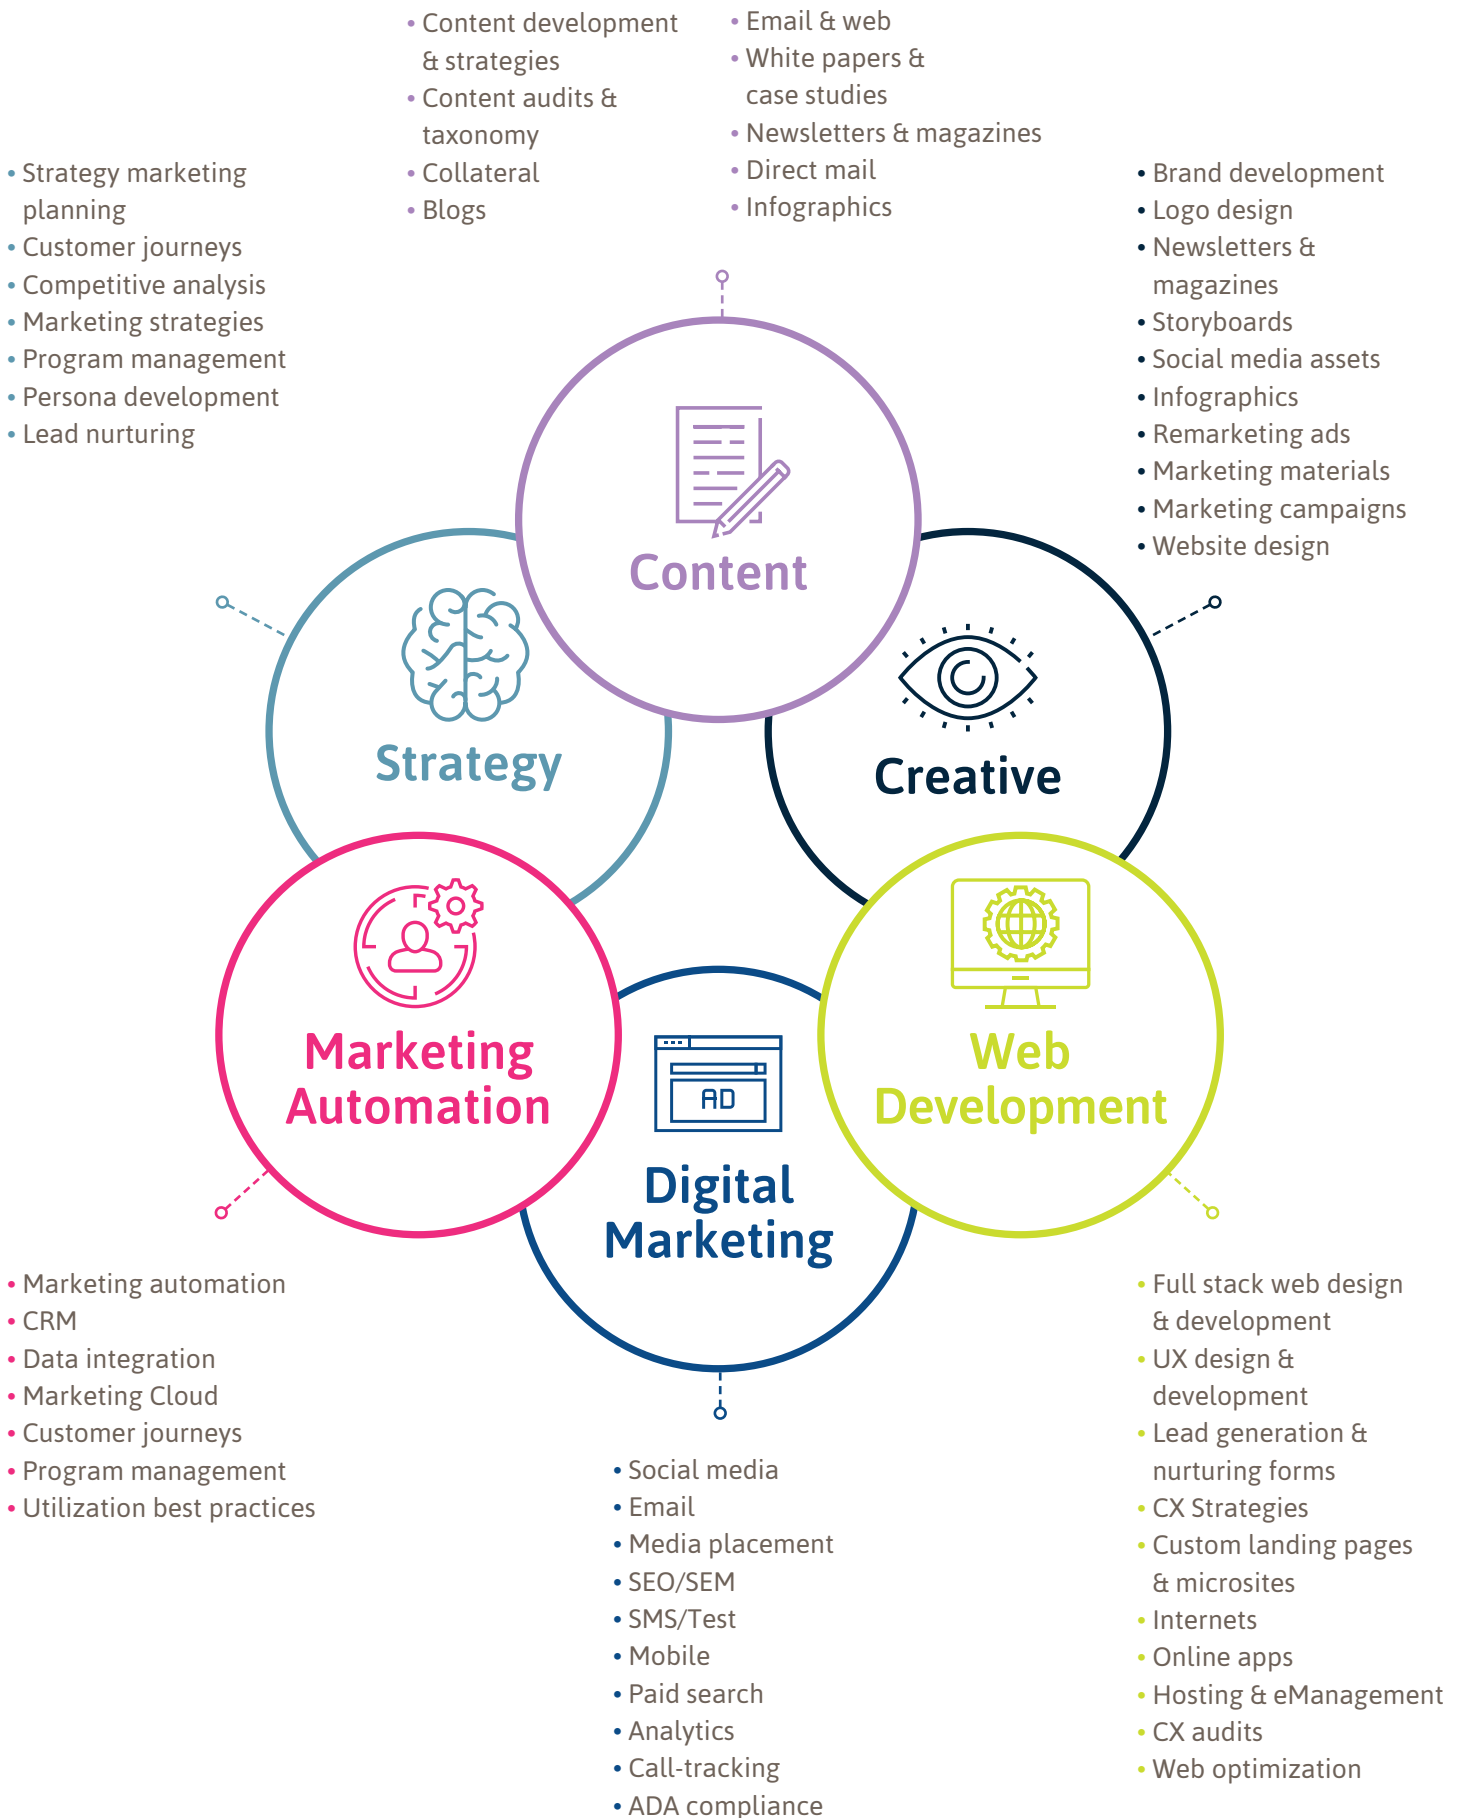 • Content development
& strategies
• Content audits &
taxonomy
• Collateral
• Blogs
• Email & web
• White papers &
case studies
• Newsletters & magazines
• Direct mail
• Infographics
• Strategy marketing
planning
• Customer journeys
• Competitive analysis
• Marketing strategies
• Program management
• Persona development
• Lead nurturing
• Brand development
• Logo design
• Newsletters &
magazines
• Storyboards
• Social media assets
• Infographics
• Remarketing ads
• Marketing materials
• Marketing campaigns
• Website design
Content
Strategy
Creative
Marketing
Automation
AD
Digital
Marketing
Web
Development
• Marketing automation
• CRM
• Data integration
• Marketing Cloud
• Customer journeys
• Program management
• Utilization best practices
• Social media
• Email
• Media placement
• SEO/SEM
• SMS/Test
• Mobile
• Paid search
• Analytics
• Call-tracking
• ADA compliance
• Full stack web design
& development
• UX design &
development
• Lead generation &
nurturing forms
• CX Strategies
• Custom landing pages
& microsites
• Internets
• Online apps
• Hosting & eManagement
• CX audits
• Web optimization